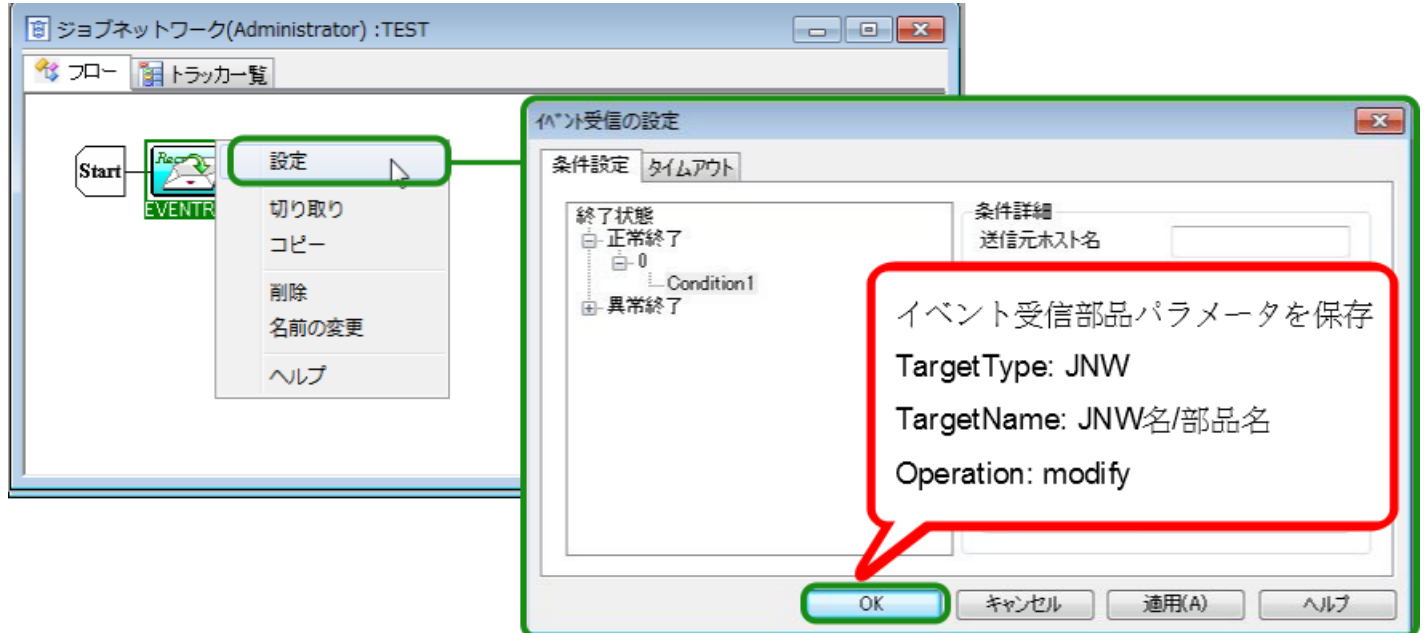 ジョブネットワーク(Administrator) :TEST
フロー
トラッカ一覧
Start
EVENTR
設定
切り取り
コピー
削除
名前の変更
ヘルプ
イベント受信の設定
条件設定
タイムアウト
終了状態
正常終了
0
Condition1
異常終了
条件詳細
送信元ホスト名
イベント受信部品パラメータを保存
TargetType: JNW
TargetName: JNW名/部品名
Operation: modify
OK
キャンセル
適用(A)
ヘルプ